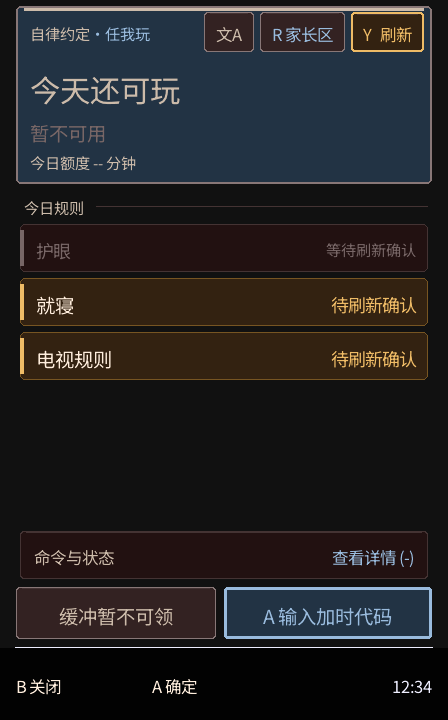 自律约定·任我玩 文A R 家长区 Y 刷新
今天还可玩
暂不可用
今日额度 -- 分钟
今日规则
护眼 等待刷新确认
就寝 待刷新确认
电视规则 待刷新确认
命令与状态 查看详情 (-)
缓冲暂不可领 A 输入加时代码
B 关闭 A 确定 12:34